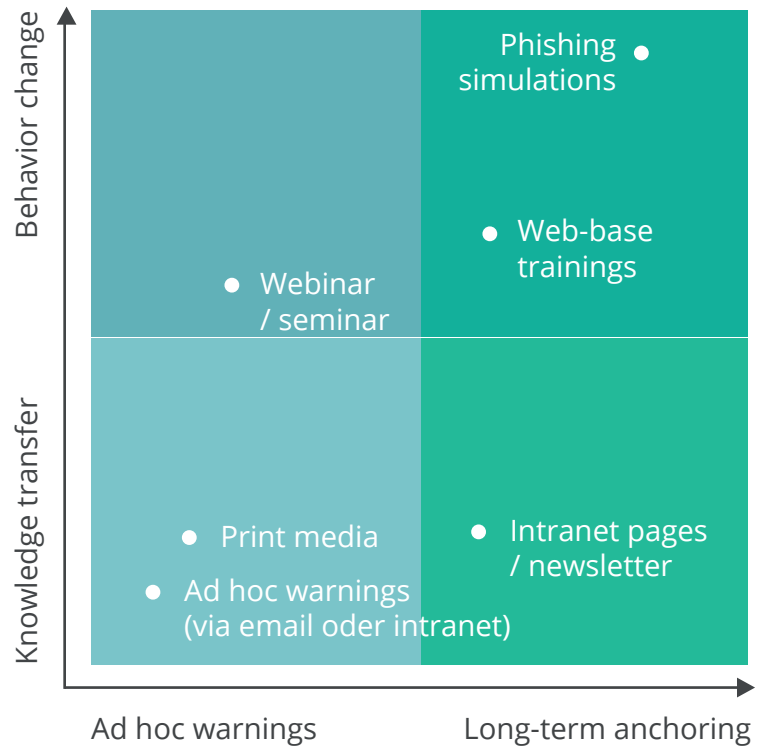 Behavior change
Knowledge transfer
Phishing
simulations
Web-base
trainings
Webinar
/ seminar
Print media
Intranet pages
/ newsletter
Ad hoc warnings
(via email oder intranet)
Ad hoc warnings
Long-term anchoring